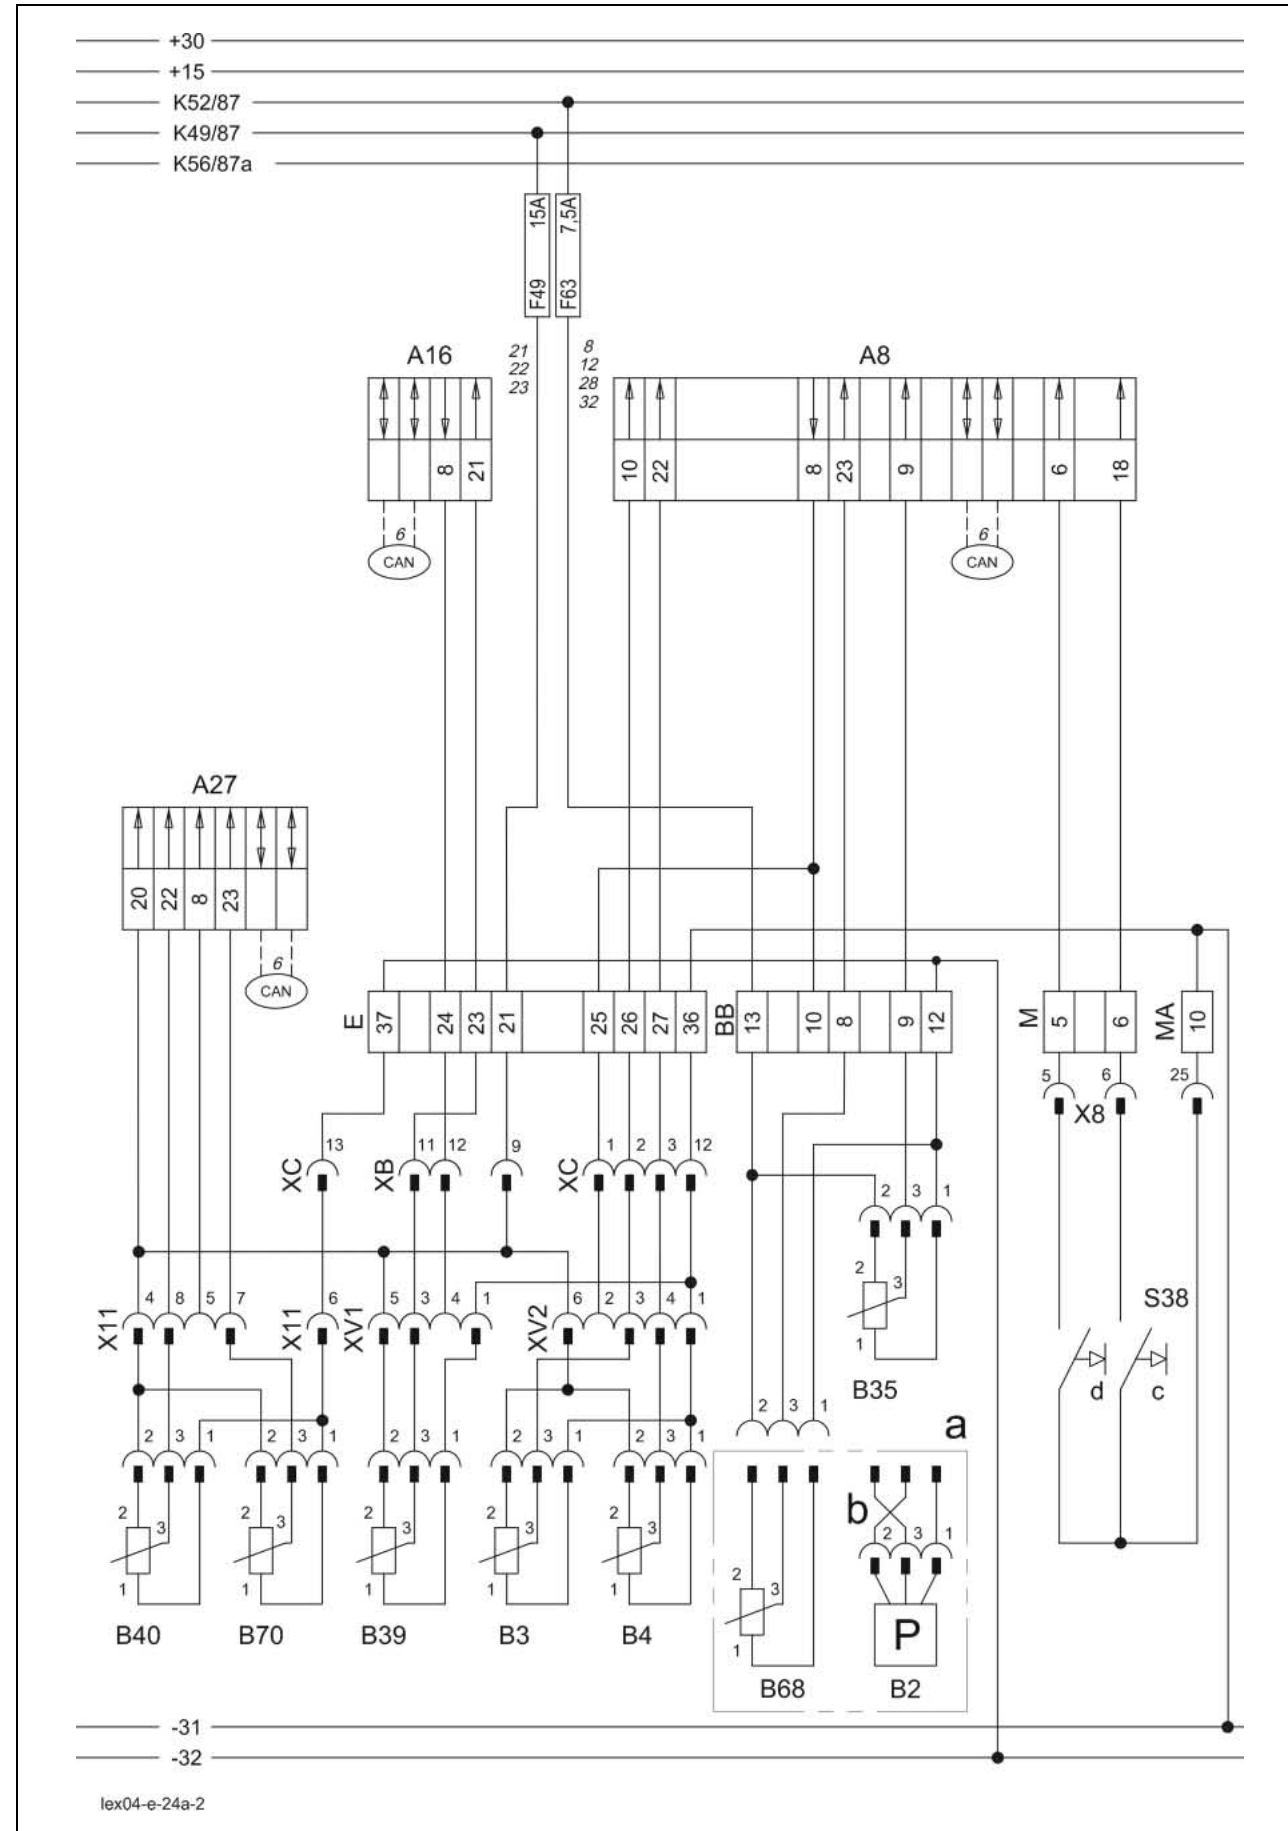 +30
+15
K52/87
K49/87
K56/87a
15A 7,5A
F49 F63
A16 21 8 A8
22 12
23 28
32
8 21 10 22 8 23 9 6 18
6 6
CAN CAN
A27
20 22 8 23
6
CAN
E 37 24 23 21 25 26 27 36 BB 13 10 8 9 12 M 5 6 MA 10
5 6 25
X8
XC 13 XB 11 12 9 XC 1 2 3 12
2 3 1
X11 4 8 5 7 X11 6 XV1 5 3 4 1 XV2 6 2 3 4 1
2 3 1 S38
d c
B35
2 3 1 a
2 3 1 2 3 1 2 3 1 2 3 1 2 3 1
b
2 3 1
2 3 1 2 3 1 2 3 1 2 3 1 2 3 1
2 3 1 P
B40 B70 B39 B3 B4
B68 B2
-31
-32
lex04-e-24a-2